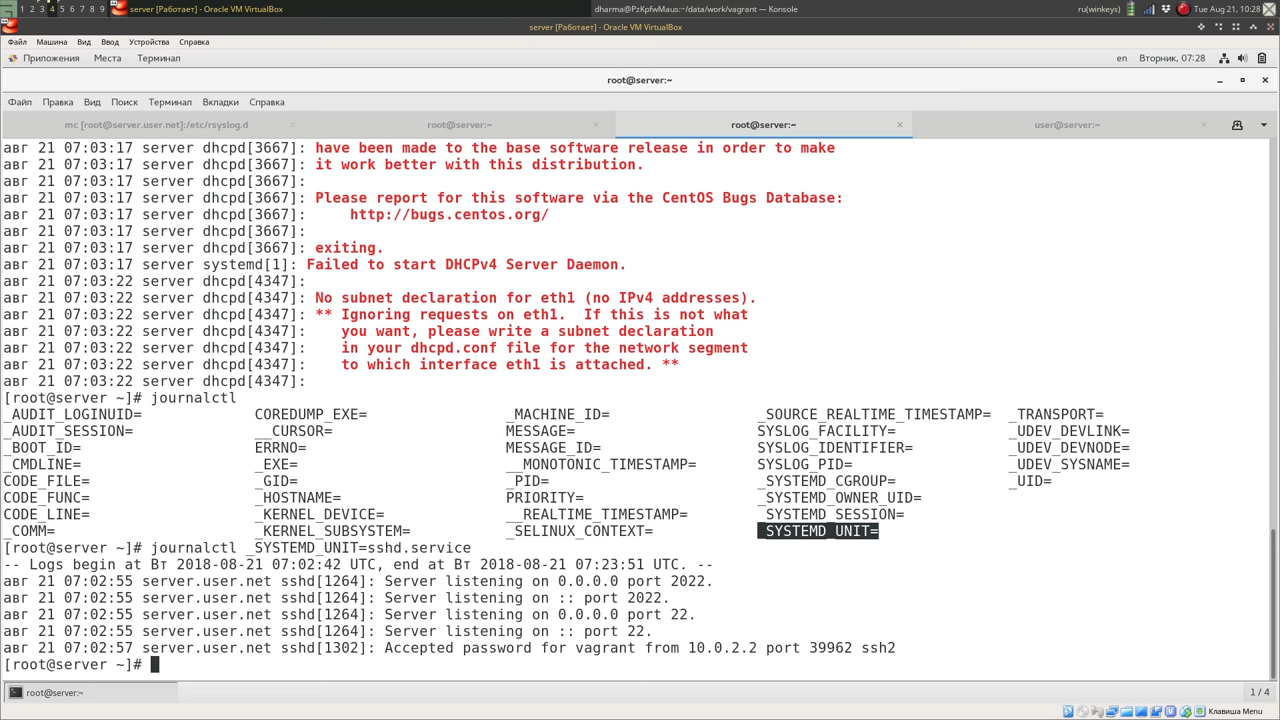 1 2 3 4 5 6 7 8 9 server [Работает] - Oracle VM VirtualBox dharma@PzKpfwMaus:~/data/work/vagrant — Konsole ru(winkeys) Tue Aug 21, 10:28
server [Работает] - Oracle VM VirtualBox
Файл Машина Вид Ввод Устройства Справка
Приложения Места Терминал en Вторник, 07:28
root@server:~
Файл Правка Вид Поиск Терминал Вкладки Справка
mc [root@server.user.net]:/etc/rsyslog.d × root@server:~ × root@server:~ × user@server:~ ×
авг 21 07:03:17 server dhcpd[3667]: have been made to the base software release in order to make
авг 21 07:03:17 server dhcpd[3667]: it work better with this distribution.
авг 21 07:03:17 server dhcpd[3667]:
авг 21 07:03:17 server dhcpd[3667]: Please report for this software via the CentOS Bugs Database:
авг 21 07:03:17 server dhcpd[3667]:     http://bugs.centos.org/
авг 21 07:03:17 server dhcpd[3667]:
авг 21 07:03:17 server dhcpd[3667]: exiting.
авг 21 07:03:17 server systemd[1]: Failed to start DHCPv4 Server Daemon.
авг 21 07:03:22 server dhcpd[4347]:
авг 21 07:03:22 server dhcpd[4347]: No subnet declaration for eth1 (no IPv4 addresses).
авг 21 07:03:22 server dhcpd[4347]: ** Ignoring requests on eth1.  If this is not what
авг 21 07:03:22 server dhcpd[4347]:    you want, please write a subnet declaration
авг 21 07:03:22 server dhcpd[4347]:    in your dhcpd.conf file for the network segment
авг 21 07:03:22 server dhcpd[4347]:    to which interface eth1 is attached. **
авг 21 07:03:22 server dhcpd[4347]:
[root@server ~]# journalctl
_AUDIT_LOGINUID= COREDUMP_EXE= _MACHINE_ID= _SOURCE_REALTIME_TIMESTAMP= _TRANSPORT=
_AUDIT_SESSION= __CURSOR= MESSAGE= SYSLOG_FACILITY= _UDEV_DEVLINK=
_BOOT_ID= ERRNO= MESSAGE_ID= SYSLOG_IDENTIFIER= _UDEV_DEVNODE=
_CMDLINE= _EXE= __MONOTONIC_TIMESTAMP= SYSLOG_PID= _UDEV_SYSNAME=
CODE_FILE= _GID= _PID= _SYSTEMD_CGROUP= _UID=
CODE_FUNC= _HOSTNAME= PRIORITY= _SYSTEMD_OWNER_UID=
CODE_LINE= _KERNEL_DEVICE= __REALTIME_TIMESTAMP= _SYSTEMD_SESSION=
_COMM= _KERNEL_SUBSYSTEM= _SELINUX_CONTEXT= _SYSTEMD_UNIT=
[root@server ~]# journalctl _SYSTEMD_UNIT=sshd.service
-- Logs begin at Вт 2018-08-21 07:02:42 UTC, end at Вт 2018-08-21 07:23:51 UTC. --
авг 21 07:02:55 server.user.net sshd[1264]: Server listening on 0.0.0.0 port 2022.
авг 21 07:02:55 server.user.net sshd[1264]: Server listening on :: port 2022.
авг 21 07:02:55 server.user.net sshd[1264]: Server listening on 0.0.0.0 port 22.
авг 21 07:02:55 server.user.net sshd[1264]: Server listening on :: port 22.
авг 21 07:02:57 server.user.net sshd[1302]: Accepted password for vagrant from 10.0.2.2 port 39962 ssh2
[root@server ~]#
root@server:~ 1 / 4
Клавиша Menu